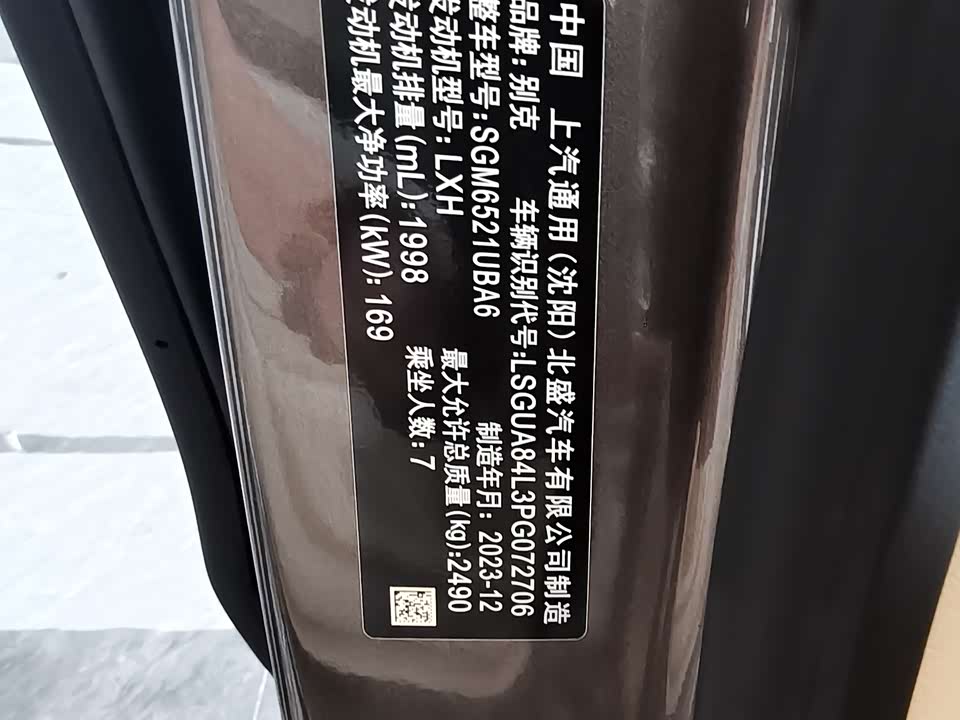 中国 上汽通用(沈阳)北盛汽车有限公司制造
品牌:别克 车辆识别代号:LSGUA84L3PG072706
整车型号:SGM6521UBA6 制造年月:2023-12
发动机型号:LXH 最大允许总质量(kg):2490
发动机排量(mL):1998 乘坐人数:7
发动机最大净功率(kW):169